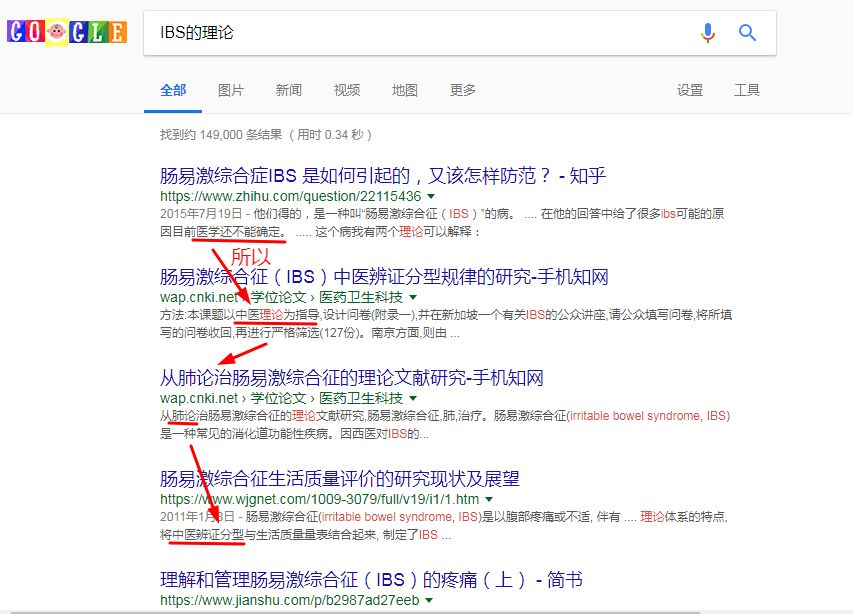 GOOGLE
IBS的理论
全部 图片 新闻 视频 地图 更多 设置 工具
找到约 149,000 条结果 （用时 0.34 秒）
肠易激综合症IBS 是如何引起的，又该怎样防范？ - 知乎
https://www.zhihu.com/question/22115436
2015年7月19日 - 他们得的，是一种叫“肠易激综合征（IBS）”的病。 .... 在他的回答中给了很多ibs可能的原
因目前医学还不能确定。 ..... 这个病我有两个理论可以解释：
所以
肠易激综合征（IBS）中医辨证分型规律的研究-手机知网
wap.cnki.net › 学位论文 › 医药卫生科技
方法:本课题以中医理论为指导,设计问卷(附录一),并在新加坡一个有关IBS的公众讲座,请公众填写问卷,将所填
写的问卷收回,再进行严格筛选(127份)。南京方面,则由 ...
从肺论治肠易激综合征的理论文献研究-手机知网
wap.cnki.net › 学位论文 › 医药卫生科技
从肺论治肠易激综合征的理论文献研究,肠易激综合征,肺,治疗。肠易激综合征(irritable bowel syndrome, IBS)
是一种常见的消化道功能性疾病。因西医对IBS的...
肠易激综合征生活质量评价的研究现状及展望
https://www.wjgnet.com/1009-3079/full/v19/i1/1.htm
2011年1月8日 - 肠易激综合征(irritable bowel syndrome, IBS)是以腹部疼痛或不适, 伴有 .... 理论体系的特点,
将中医辨证分型与生活质量量表结合起来, 制定了IBS ...
理解和管理肠易激综合征（IBS）的疼痛（上） - 简书
https://www.jianshu.com/p/b2987ad27eeb